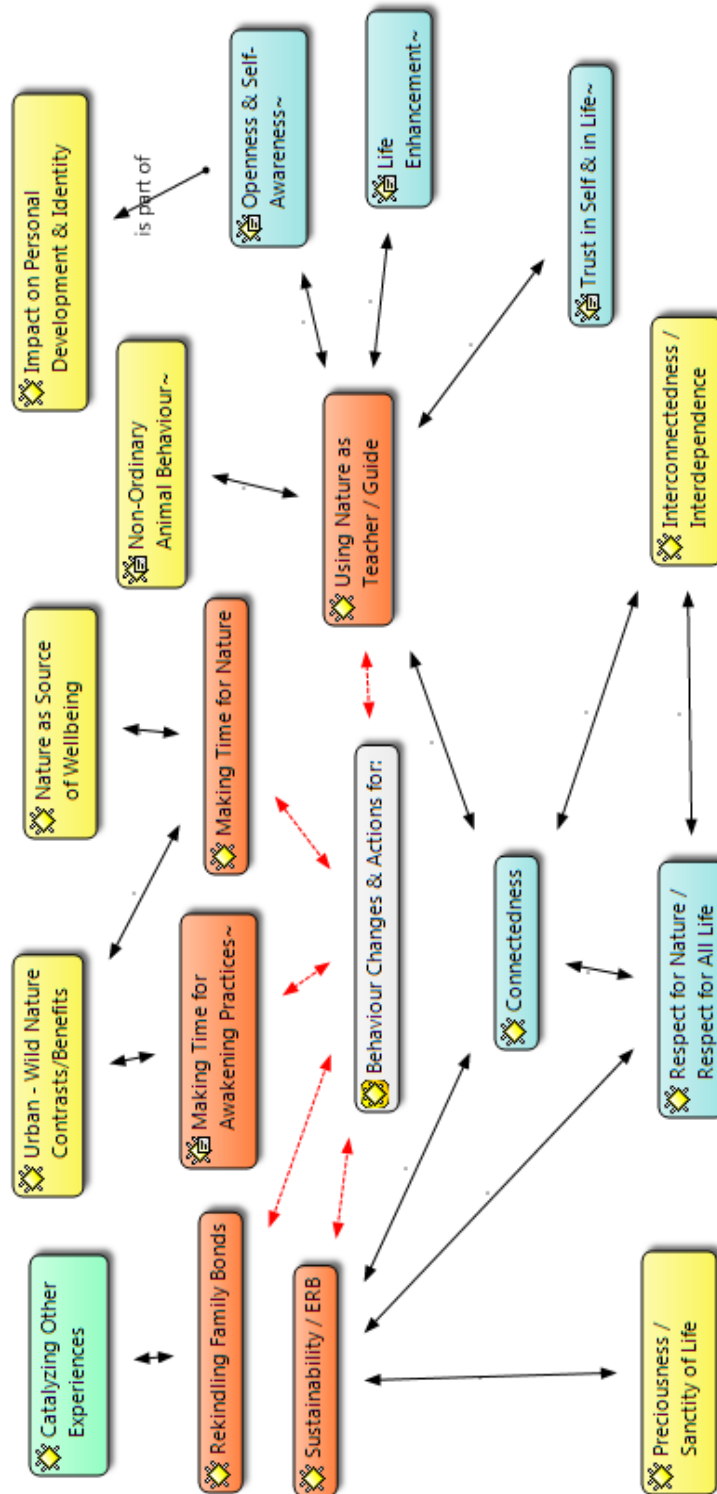 Catalyzing Other
Experiences
Urban - Wild Nature
Contrasts/Benefits
Nature as Source
of Wellbeing
Impact on Personal
Development & Identity
Non-Ordinary
Animal Behaviour~
is part of
Rekindling Family Bonds
Making Time for
Awakening Practices~
Making Time for Nature
Openness & Self-
Awareness~
Sustainability / ERB
Using Nature as
Teacher / Guide
Life
Enhancement~
Behaviour Changes & Actions for:
Connectedness
Trust in Self & in Life~
Preciousness /
Sanctity of Life
Respect for Nature /
Respect for All Life
Interconnectedness /
Interdependence